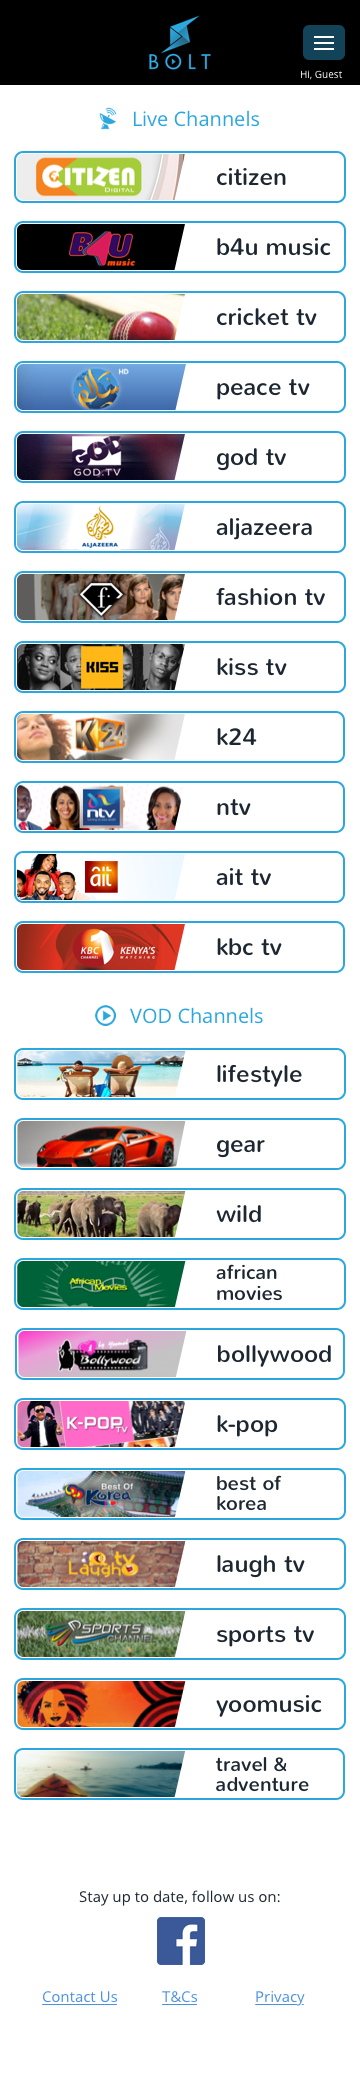 BOLT
Hi, Guest
Live Channels
CITIZEN
DIGITAL
citizen
B4U
music
b4u music
cricket tv
HD
peace tv
GOD
GOD.TV
god tv
ALJAZEERA
aljazeera
f
fashion tv
KISS
kiss tv
K24
k24
ntv
ntv
ait
ait tv
KBC
CHANNEL
1
KENYA'S
WATCHING
kbc tv
VOD Channels
lifestyle
gear
wild
African
Movies
african
movies
Bollywood
bollywood
K-POP
TV
k-pop
Best Of
Korea
best of
korea
tv
Laugh
laugh tv
SPORTS
CHANNEL
sports tv
yoomusic
travel &
adventure
Stay up to date, follow us on:
f
Contact Us
T&Cs
Privacy